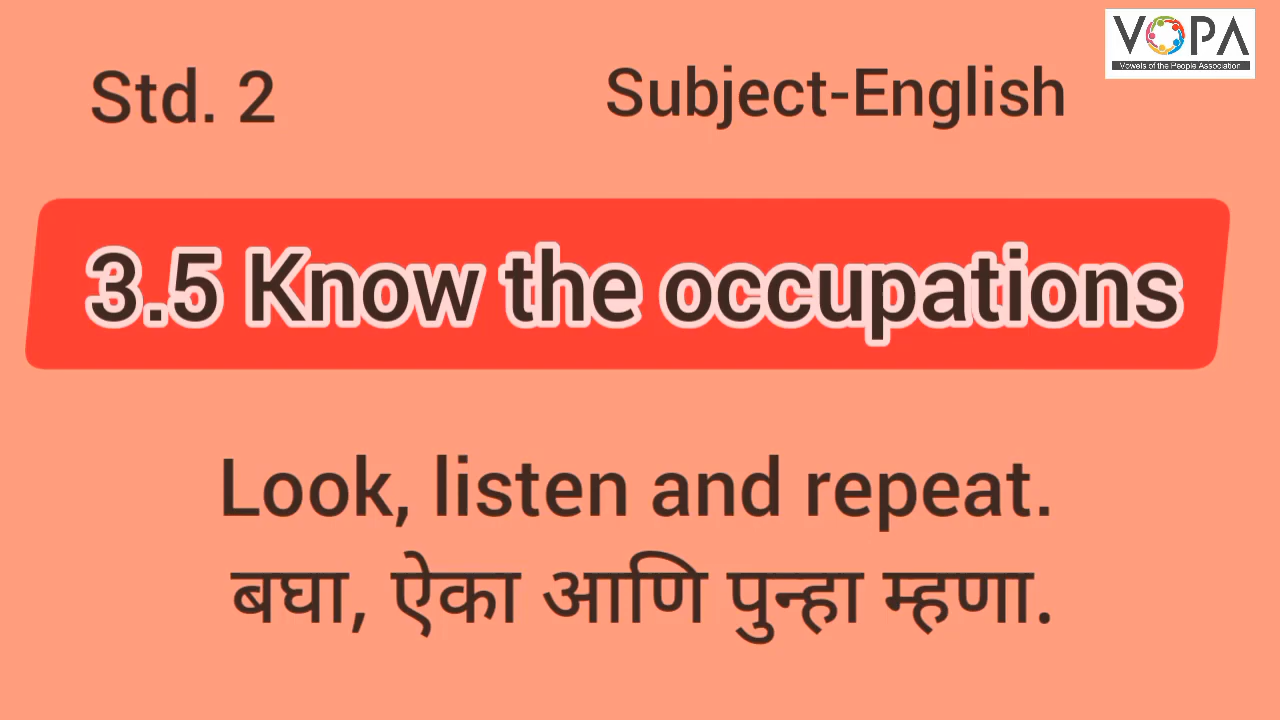 VOPA
Vowels of the People Association
Std. 2
Subject-English
3.5 Know the occupations
Look, listen and repeat.
बघा, ऐका आणि पुन्हा म्हणा.